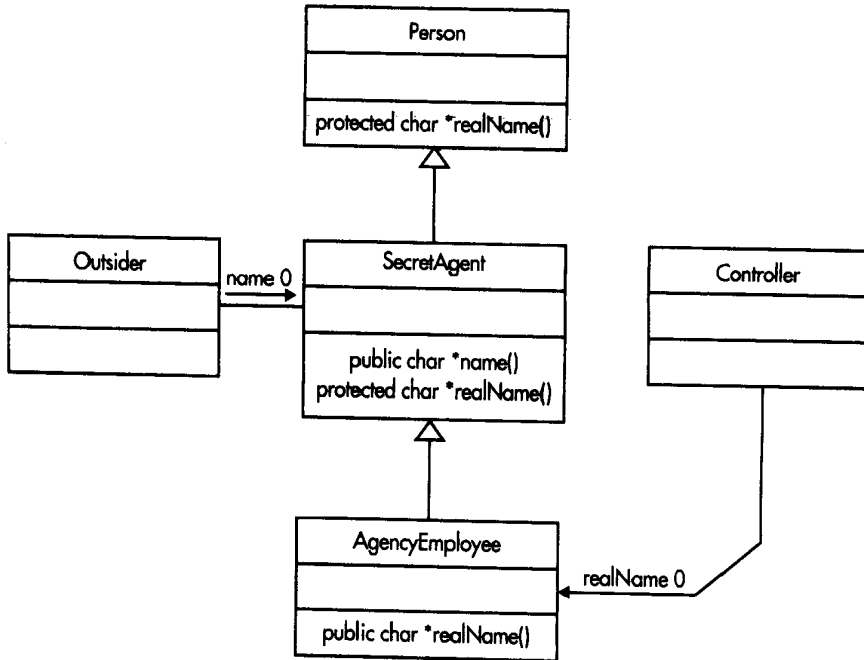 Person
protected char *realName()
Outsider
name 0
SecretAgent
public char *name()
protected char *realName()
Controller
AgencyEmployee
realName 0
public char *realName()